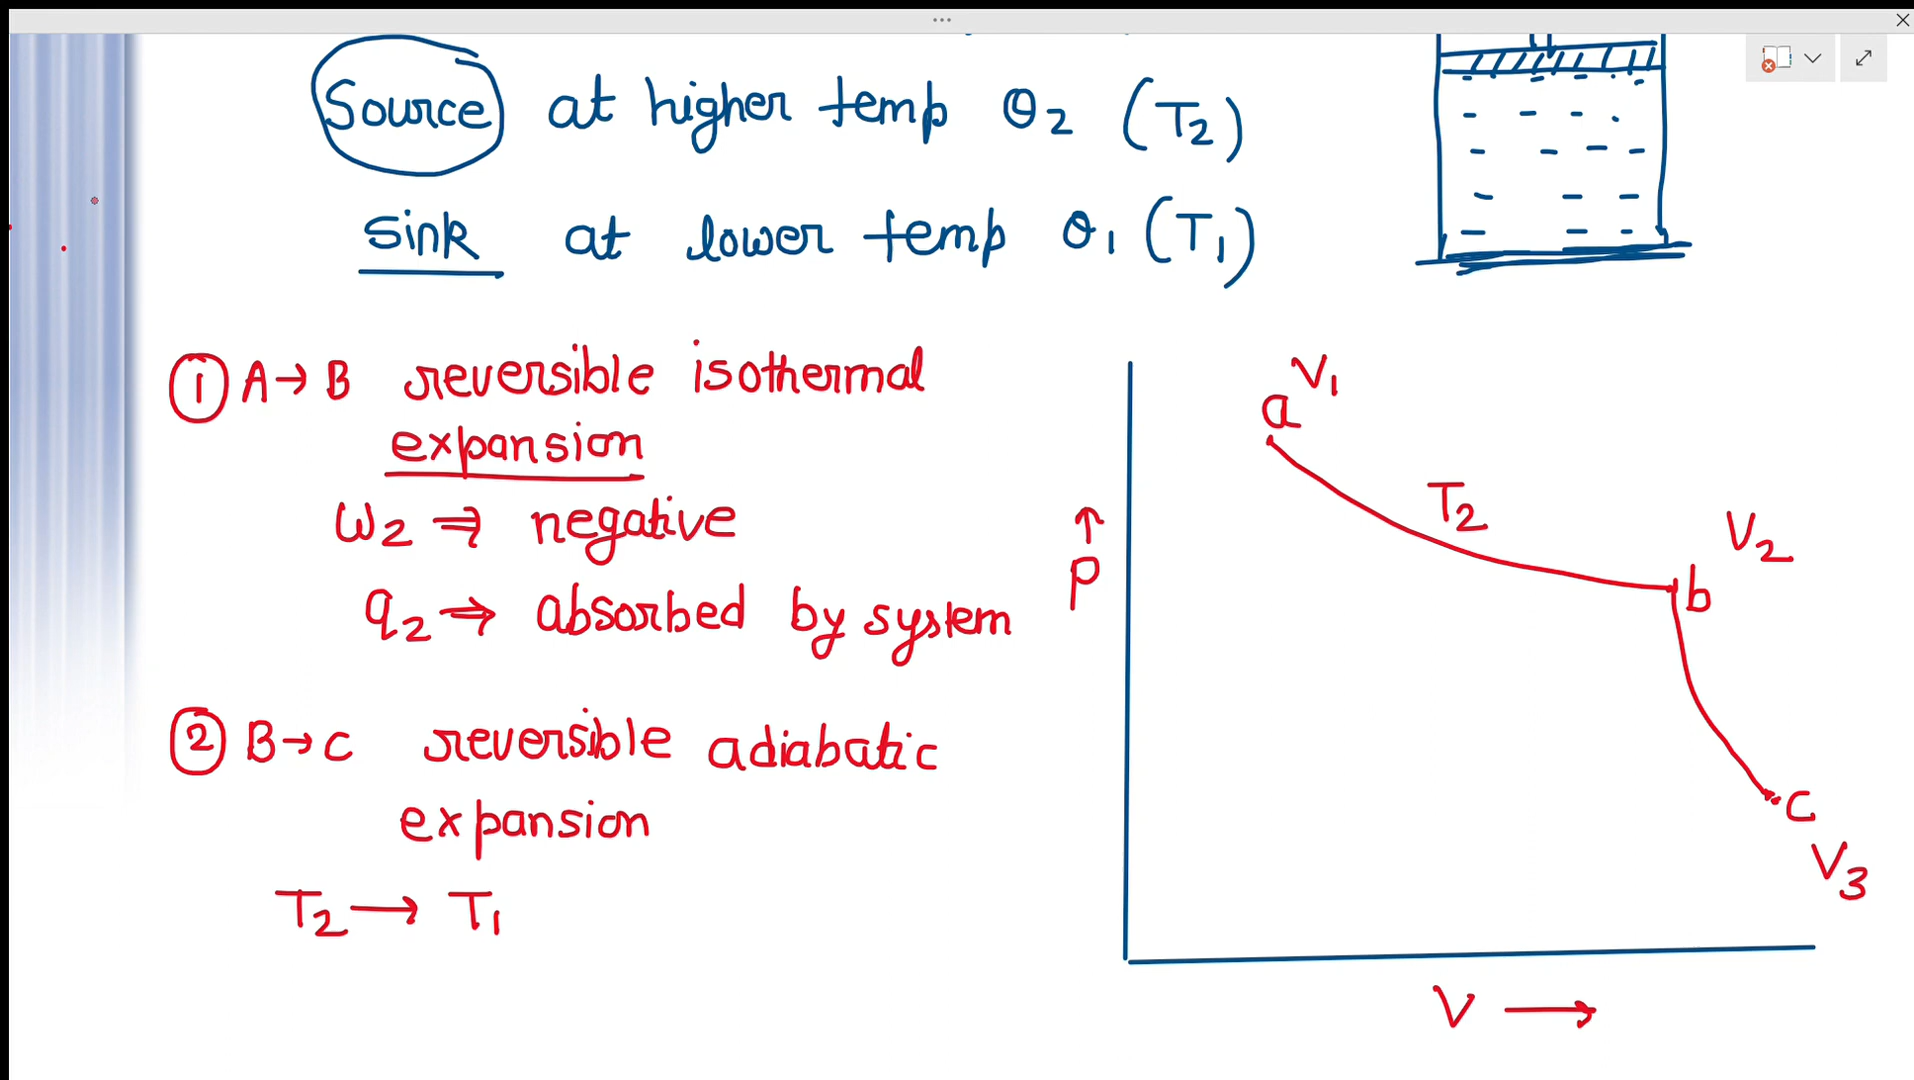 Source at higher temp θ2 (T2)
Sink at lower temp θ1 (T1)
① A→B reversible isothermal
expansion
w2 ⇒ negative
q2 ⇒ absorbed by system
② B→C reversible adiabatic
expansion
T2 → T1
V1
a
T2
V2
b
↑
P
c
V3
V →